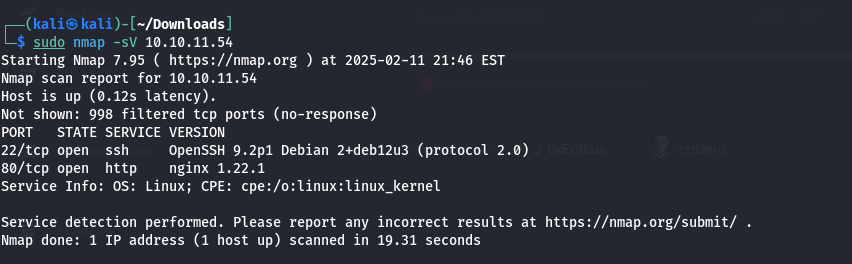 ┌──(kali㉿kali)-[~/Downloads]
└─$ sudo nmap -sV 10.10.11.54
Starting Nmap 7.95 ( https://nmap.org ) at 2025-02-11 21:46 EST
Nmap scan report for 10.10.11.54
Host is up (0.12s latency).
Not shown: 998 filtered tcp ports (no-response)
PORT   STATE SERVICE VERSION
22/tcp open  ssh     OpenSSH 9.2p1 Debian 2+deb12u3 (protocol 2.0)
80/tcp open  http    nginx 1.22.1
Service Info: OS: Linux; CPE: cpe:/o:linux:linux_kernel

Service detection performed. Please report any incorrect results at https://nmap.org/submit/ .
Nmap done: 1 IP address (1 host up) scanned in 19.31 seconds